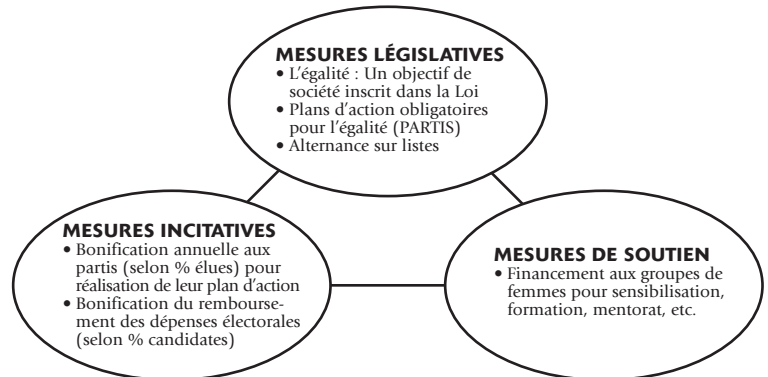 MESURES LÉGISLATIVES
• L’égalité : Un objectif de
société inscrit dans la Loi
• Plans d’action obligatoires
pour l’égalité (PARTIS)
• Alternance sur listes
MESURES INCITATIVES
• Bonification annuelle aux
partis (selon % élues) pour
réalisation de leur plan d’action
• Bonification du rembourse-
ment des dépenses électorales
(selon % candidates)
MESURES DE SOUTIEN
• Financement aux groupes de
femmes pour sensibilisation,
formation, mentorat, etc.